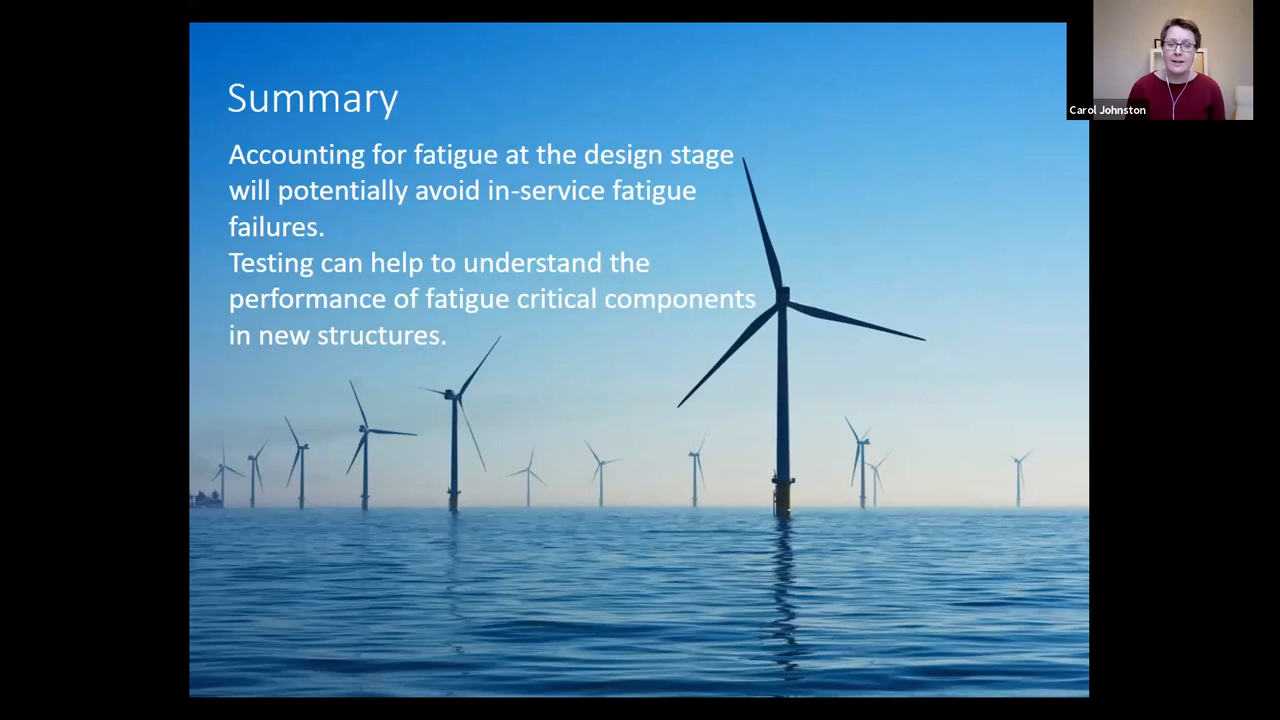 Summary
Accounting for fatigue at the design stage
will potentially avoid in-service fatigue
failures.
Testing can help to understand the
performance of fatigue critical components
in new structures.
Carol Johnston